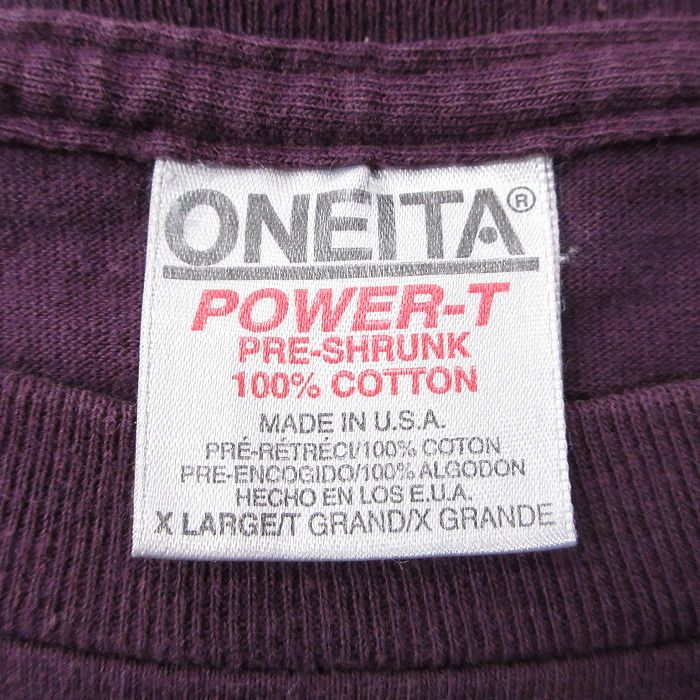 ONEITA®
POWER-T
PRE-SHRUNK
100% COTTON
MADE IN U.S.A.
PRÉ-RÉTRÉCI/100% COTON
PRE-ENCOGIDO/100% ALGODON
HECHO EN LOS E.U.A.
X LARGE/T GRAND/X GRANDE